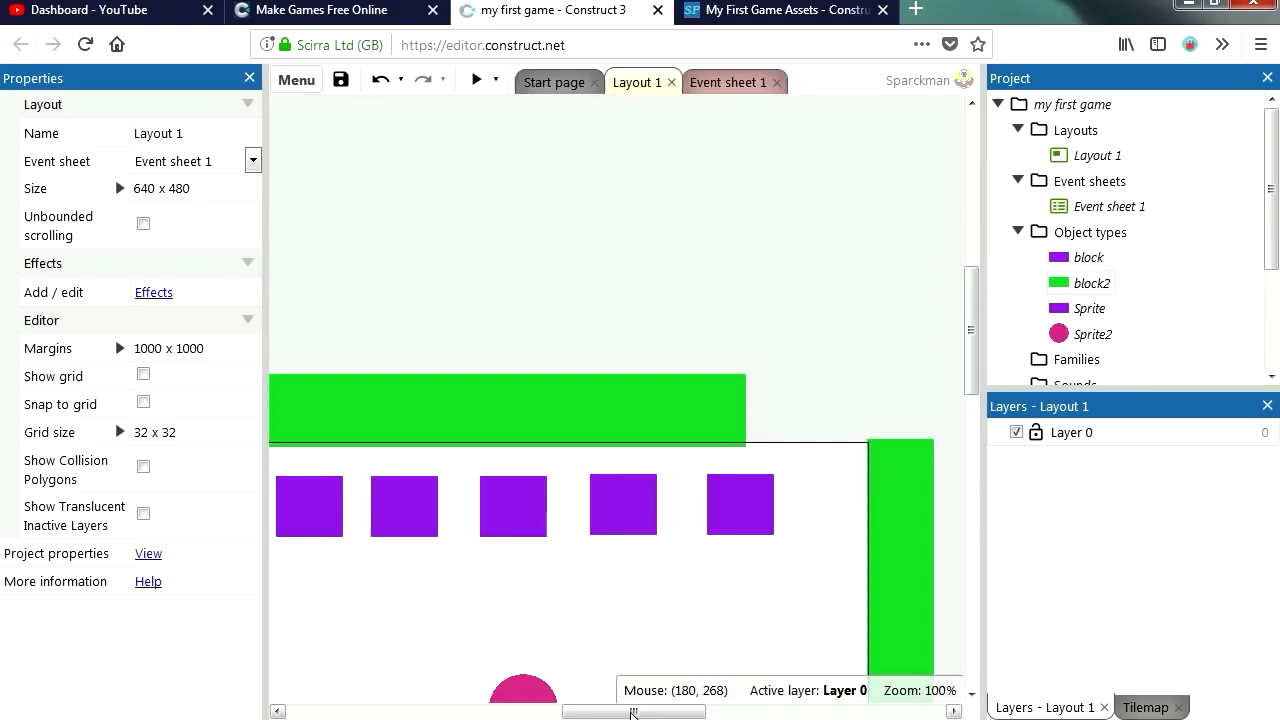 Dashboard - YouTube
Make Games Free Online
my first game - Construct 3
My First Game Assets - Constru
Scirra Ltd (GB)
https://editor.construct.net
Properties
Menu
Start page
Layout 1
Event sheet 1
Sparckman
Project
Layout
Name
Layout 1
Event sheet
Event sheet 1
Size
640 x 480
Unbounded
scrolling
Effects
Add / edit
Effects
Editor
Margins
1000 x 1000
Show grid
Snap to grid
Grid size
32 x 32
Show Collision
Polygons
Show Translucent
Inactive Layers
Project properties
View
More information
Help
my first game
Layouts
Layout 1
Event sheets
Event sheet 1
Object types
block
block2
Sprite
Sprite2
Families
Sounds
Layers - Layout 1
Layer 0
0
Mouse: (180, 268)
Active layer: Layer 0
Zoom: 100%
Layers - Layout 1
Tilemap